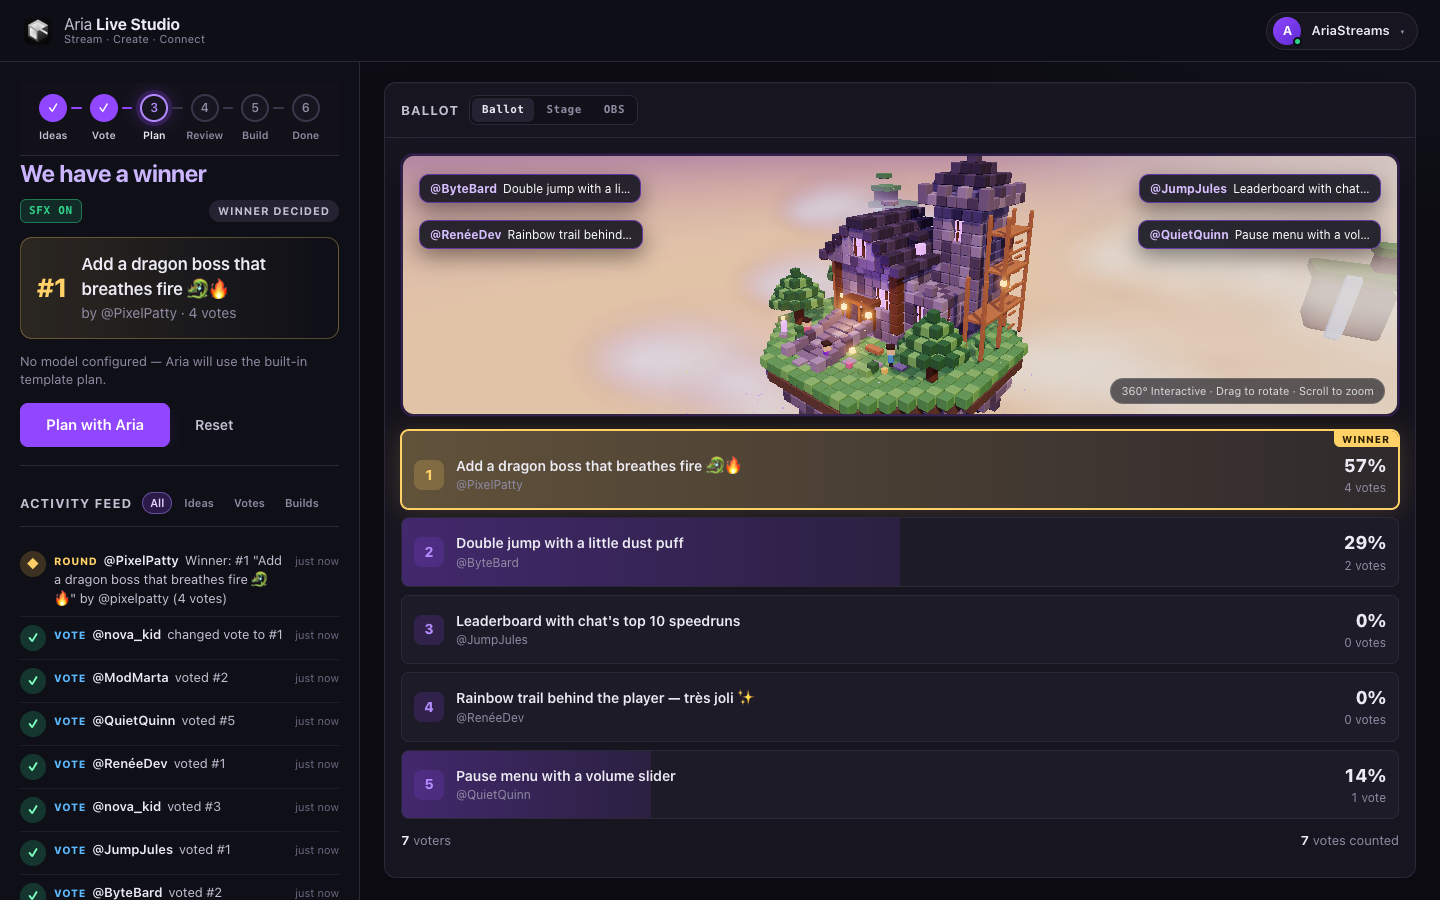 Aria Live Studio
Stream · Create · Connect
A AriaStreams
3 4 5 6
Ideas Vote Plan Review Build Done
We have a winner
SFX ON WINNER DECIDED
#1 Add a dragon boss that
breathes fire 🐲🔥
by @PixelPatty · 4 votes
No model configured — Aria will use the built-in
template plan.
Plan with Aria Reset
ACTIVITY FEED All Ideas Votes Builds
ROUND @PixelPatty Winner: #1 "Add just now
a dragon boss that breathes fire 🐲
🔥" by @pixelpatty (4 votes)
VOTE @nova_kid changed vote to #1 just now
VOTE @ModMarta voted #2 just now
VOTE @QuietQuinn voted #5 just now
VOTE @RenéeDev voted #1 just now
VOTE @nova_kid voted #3 just now
VOTE @JumpJules voted #1 just now
VOTE @ByteBard voted #2 just now
BALLOT Ballot Stage OBS
@ByteBard Double jump with a li...
@JumpJules Leaderboard with chat...
@RenéeDev Rainbow trail behind...
@QuietQuinn Pause menu with a vol...
360° Interactive · Drag to rotate · Scroll to zoom
WINNER
1 Add a dragon boss that breathes fire 🐲🔥 57%
@PixelPatty 4 votes
2 Double jump with a little dust puff 29%
@ByteBard 2 votes
3 Leaderboard with chat's top 10 speedruns 0%
@JumpJules 0 votes
4 Rainbow trail behind the player — très joli ✨ 0%
@RenéeDev 0 votes
5 Pause menu with a volume slider 14%
@QuietQuinn 1 vote
7 voters 7 votes counted